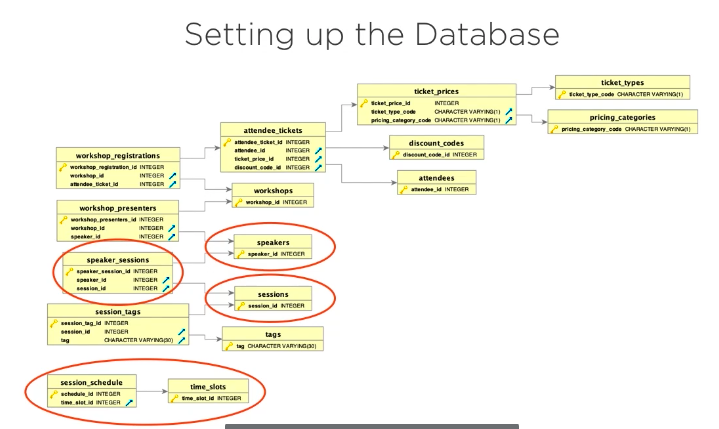 Setting up the Database
ticket_types
ticket_type_code CHARACTER VARYING(1)
ticket_prices
ticket_price_id INTEGER
ticket_type_code CHARACTER VARYING(1)
pricing_category_code CHARACTER VARYING(1)
pricing_categories
pricing_category_code CHARACTER VARYING(1)
attendee_tickets
attendee_ticket_id INTEGER
attendee_id INTEGER
ticket_price_id INTEGER
discount_code_id INTEGER
discount_codes
discount_code_id INTEGER
attendees
attendee_id INTEGER
workshop_registrations
workshop_registration_id INTEGER
workshop_id INTEGER
attendee_ticket_id INTEGER
workshops
workshop_id INTEGER
workshop_presenters
workshop_presenters_id INTEGER
workshop_id INTEGER
speaker_id INTEGER
speakers
speaker_id INTEGER
speaker_sessions
speaker_session_id INTEGER
speaker_id INTEGER
session_id INTEGER
sessions
session_id INTEGER
session_tags
session_tag_id INTEGER
session_id INTEGER
tag CHARACTER VARYING(30)
tags
tag CHARACTER VARYING(30)
session_schedule
schedule_id INTEGER
time_slot_id INTEGER
time_slots
time_slot_id INTEGER